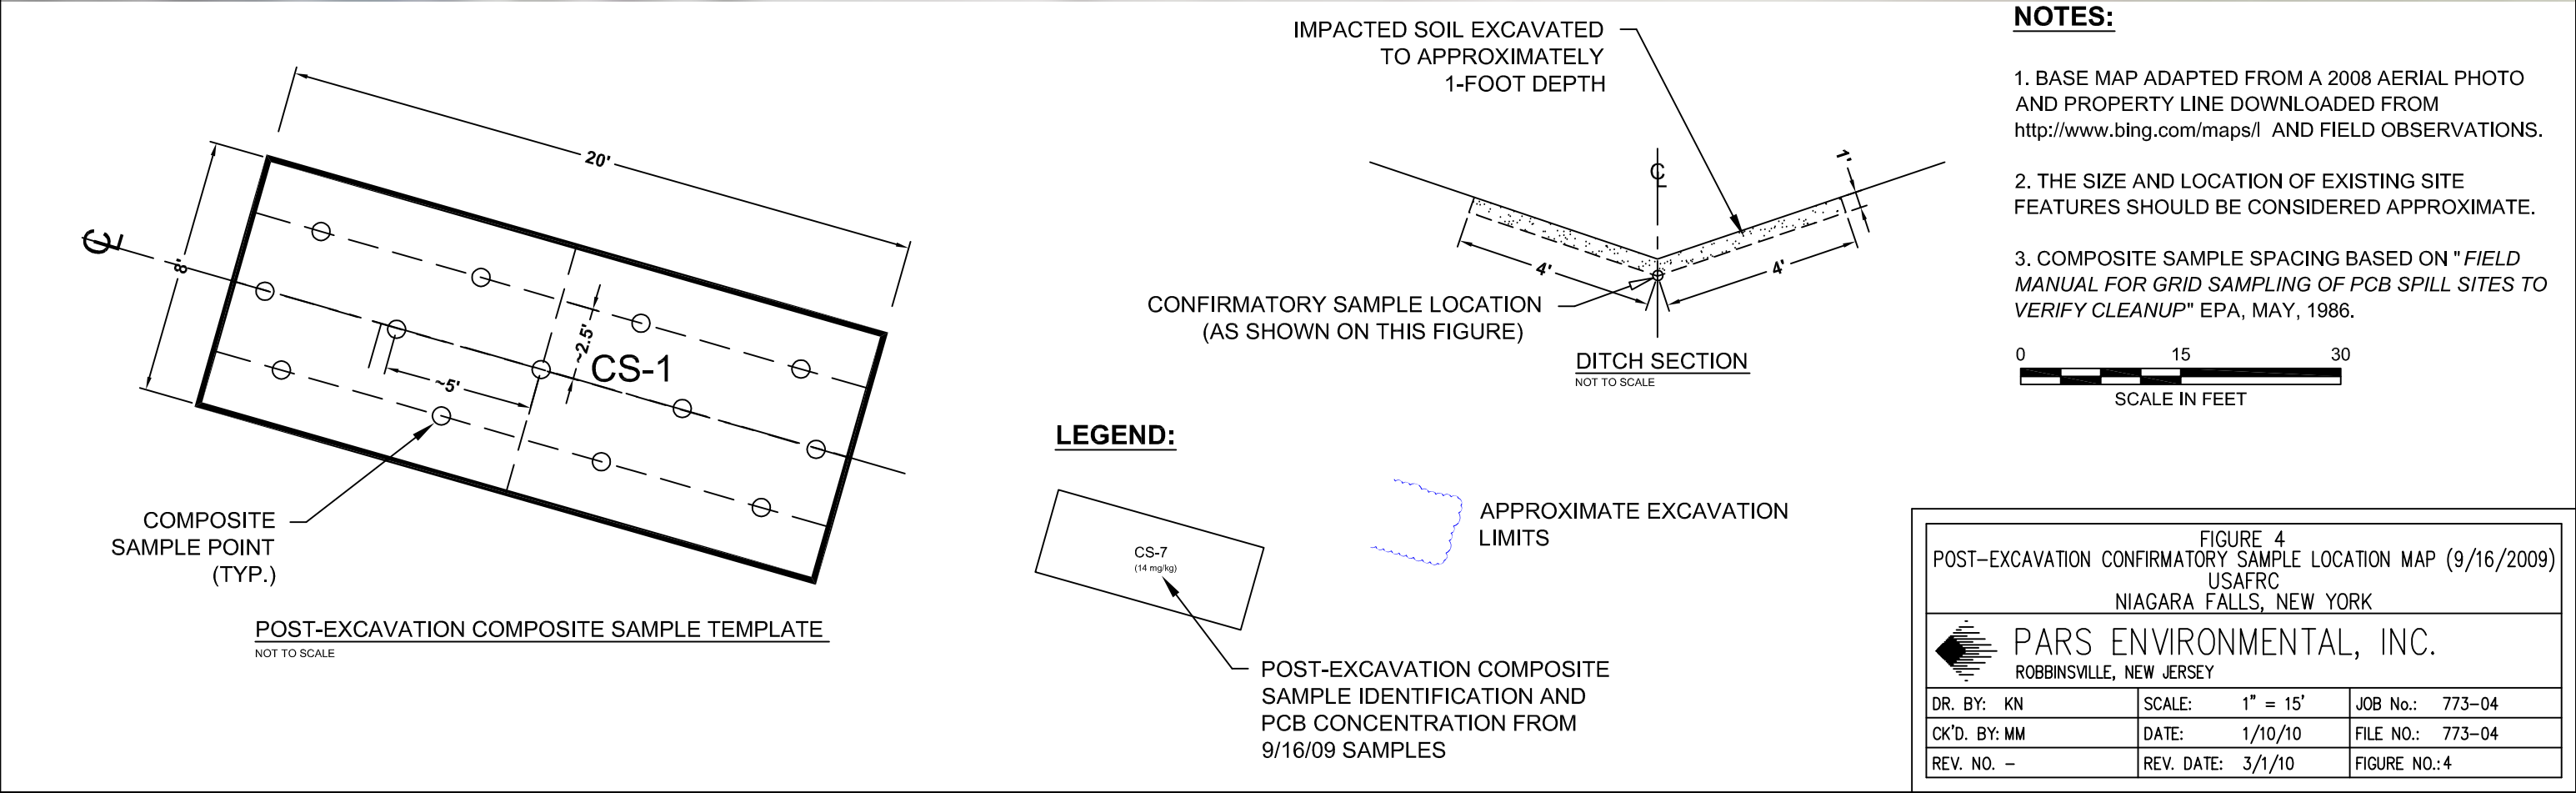 20'
8'
℄
~2.5'
CS-1
~5'
COMPOSITE
SAMPLE POINT
(TYP.)
POST-EXCAVATION COMPOSITE SAMPLE TEMPLATE
NOT TO SCALE
IMPACTED SOIL EXCAVATED
TO APPROXIMATELY
1-FOOT DEPTH
℄
1'
4'
4'
CONFIRMATORY SAMPLE LOCATION
(AS SHOWN ON THIS FIGURE)
DITCH SECTION
NOT TO SCALE
LEGEND:
CS-7
(14 mg/kg)
APPROXIMATE EXCAVATION
LIMITS
POST-EXCAVATION COMPOSITE
SAMPLE IDENTIFICATION AND
PCB CONCENTRATION FROM
9/16/09 SAMPLES
NOTES:
1. BASE MAP ADAPTED FROM A 2008 AERIAL PHOTO
AND PROPERTY LINE DOWNLOADED FROM
http://www.bing.com/maps/l AND FIELD OBSERVATIONS.
2. THE SIZE AND LOCATION OF EXISTING SITE
FEATURES SHOULD BE CONSIDERED APPROXIMATE.
3. COMPOSITE SAMPLE SPACING BASED ON "FIELD
MANUAL FOR GRID SAMPLING OF PCB SPILL SITES TO
VERIFY CLEANUP" EPA, MAY, 1986.
0 15 30
SCALE IN FEET
FIGURE 4
POST-EXCAVATION CONFIRMATORY SAMPLE LOCATION MAP (9/16/2009)
USAFRC
NIAGARA FALLS, NEW YORK
PARS ENVIRONMENTAL, INC.
ROBBINSVILLE, NEW JERSEY
DR. BY: KN SCALE: 1" = 15' JOB No.: 773-04
CK'D. BY: MM DATE: 1/10/10 FILE NO.: 773-04
REV. NO. - REV. DATE: 3/1/10 FIGURE NO.: 4